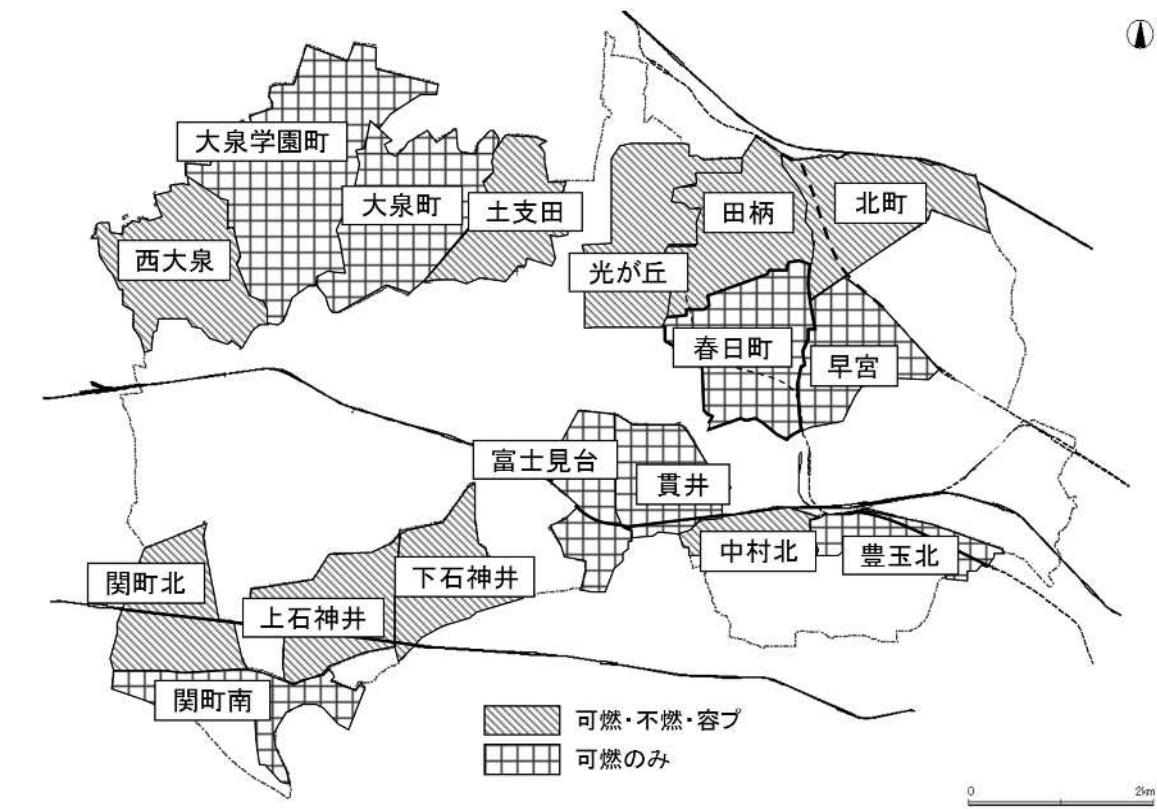 大泉学園町
大泉町
土支田
西大泉
田柄
北町
光が丘
春日町
早宮
富士見台
貫井
中村北
豊玉北
関町北
下石神井
上石神井
関町南
可燃・不燃・容プ
可燃のみ
0 2km